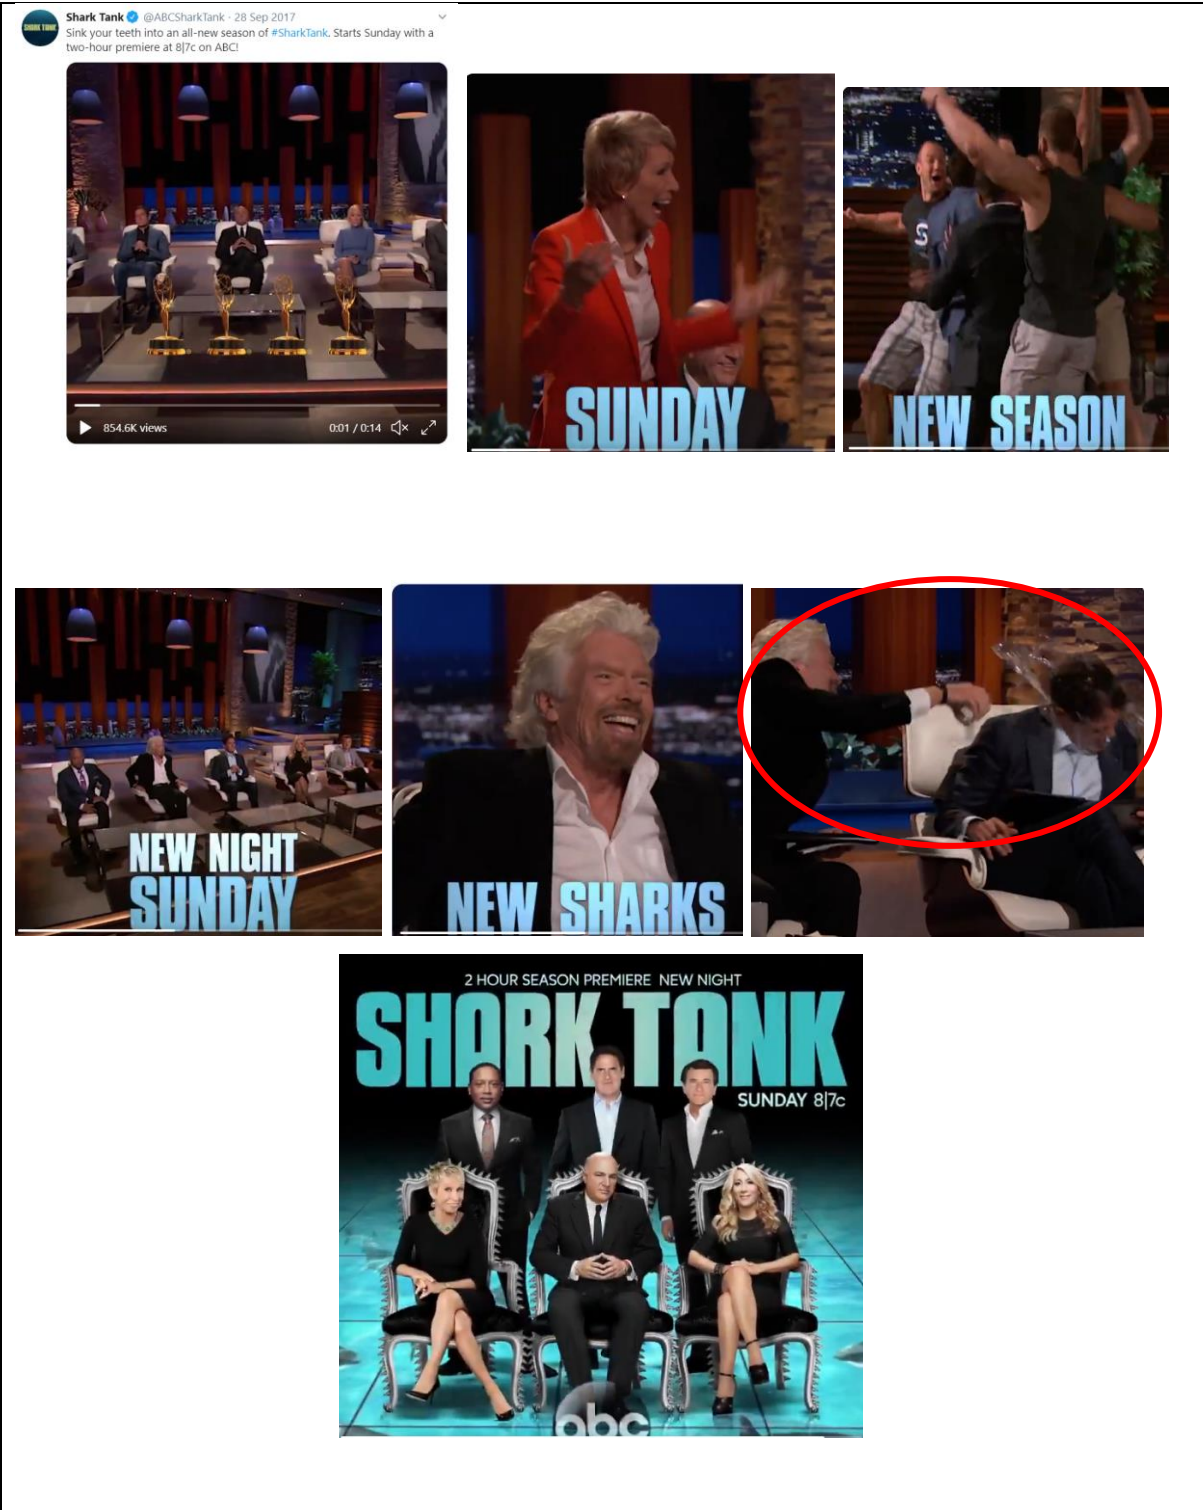 Shark Tank @ABCSharkTank · 28 Sep 2017
Sink your teeth into an all-new season of #SharkTank. Starts Sunday with a
two-hour premiere at 8|7c on ABC!
SHARK TANK
854.6K views
0:01 / 0:14
SUNDAY
S
NEW SEASON
NEW NIGHT
SUNDAY
NEW SHARKS
2 HOUR SEASON PREMIERE NEW NIGHT
SHARK TANK
SUNDAY 8|7c
abc